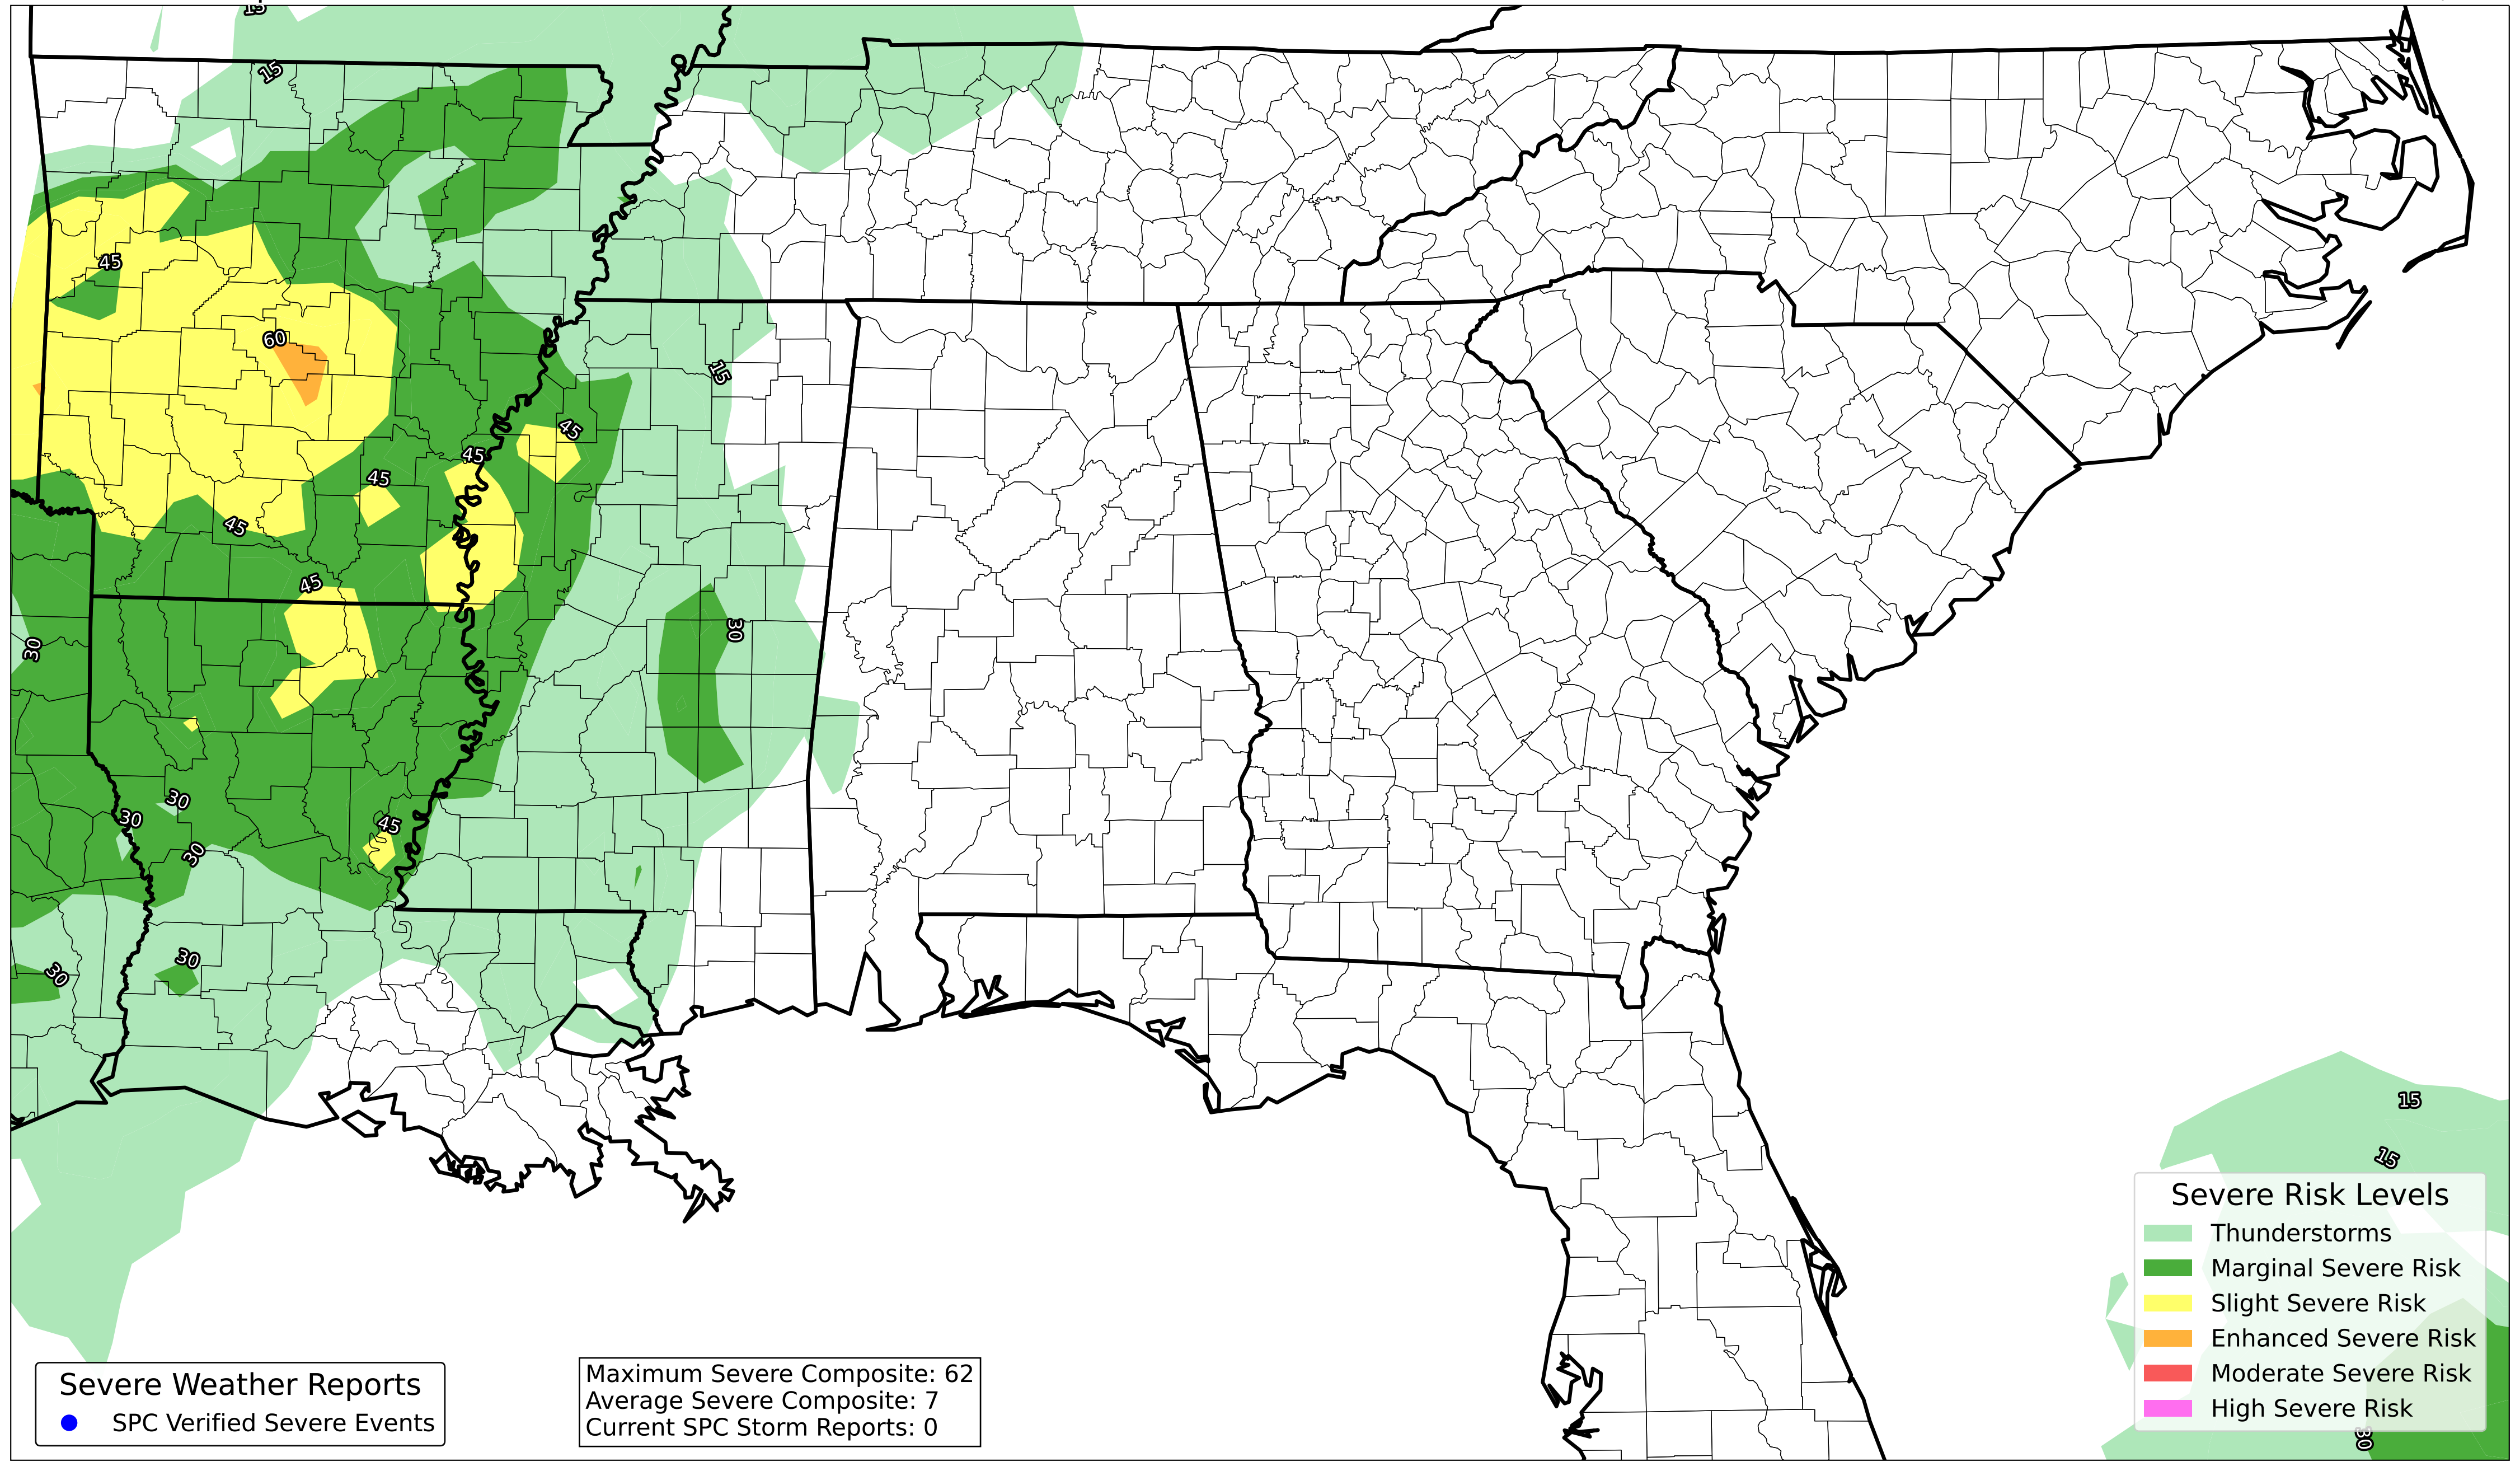 15
15
45
60
15
45
45
45
45
45
30
30
30
30
45
30
30
30
15
15
Severe Risk Levels
Thunderstorms
Marginal Severe Risk
Slight Severe Risk
Enhanced Severe Risk
Moderate Severe Risk
High Severe Risk
30
Severe Weather Reports
SPC Verified Severe Events
Maximum Severe Composite: 62
Average Severe Composite: 7
Current SPC Storm Reports: 0